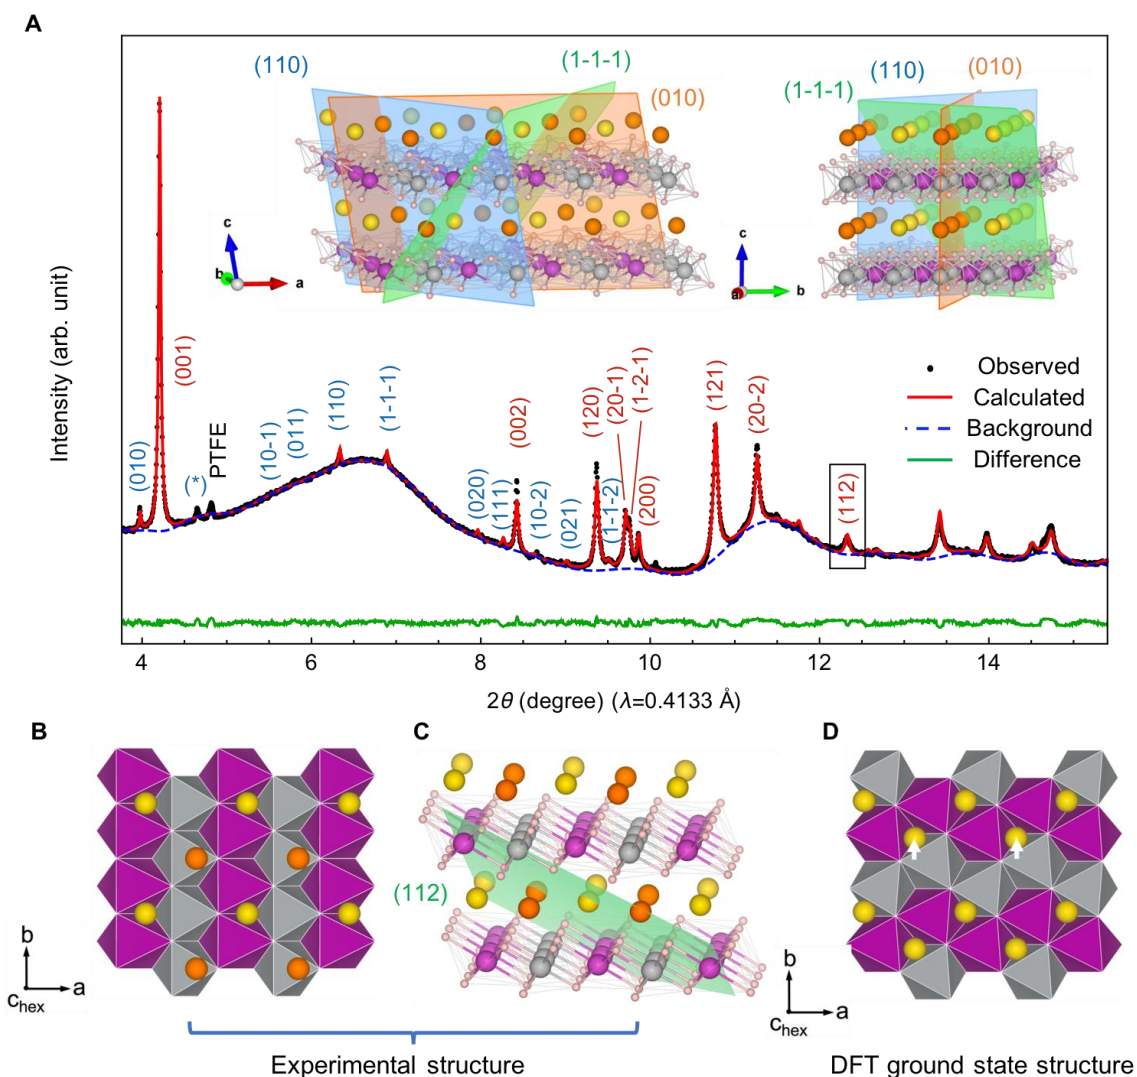 A
(110)
(1-1-1)
(010)
c
b
a
(1-1-1)
(110)
(010)
c
a
b
Intensity (arb. unit)
(010)
(001)
(*)
PTFE
(10-1)
(011)
(110)
(1-1-1)
(020)
(111)
(002)
(10-2)
(021)
(120)
(1-1-2)
(20-1)
(1-2-1)
(200)
(121)
(20-2)
(112)
Observed
Calculated
Background
Difference
4 6 8 10 12 14
2θ (degree) (λ=0.4133 Å)
B
b
a
c_hex
C
(112)
D
b
a
c_hex
Experimental structure
DFT ground state structure